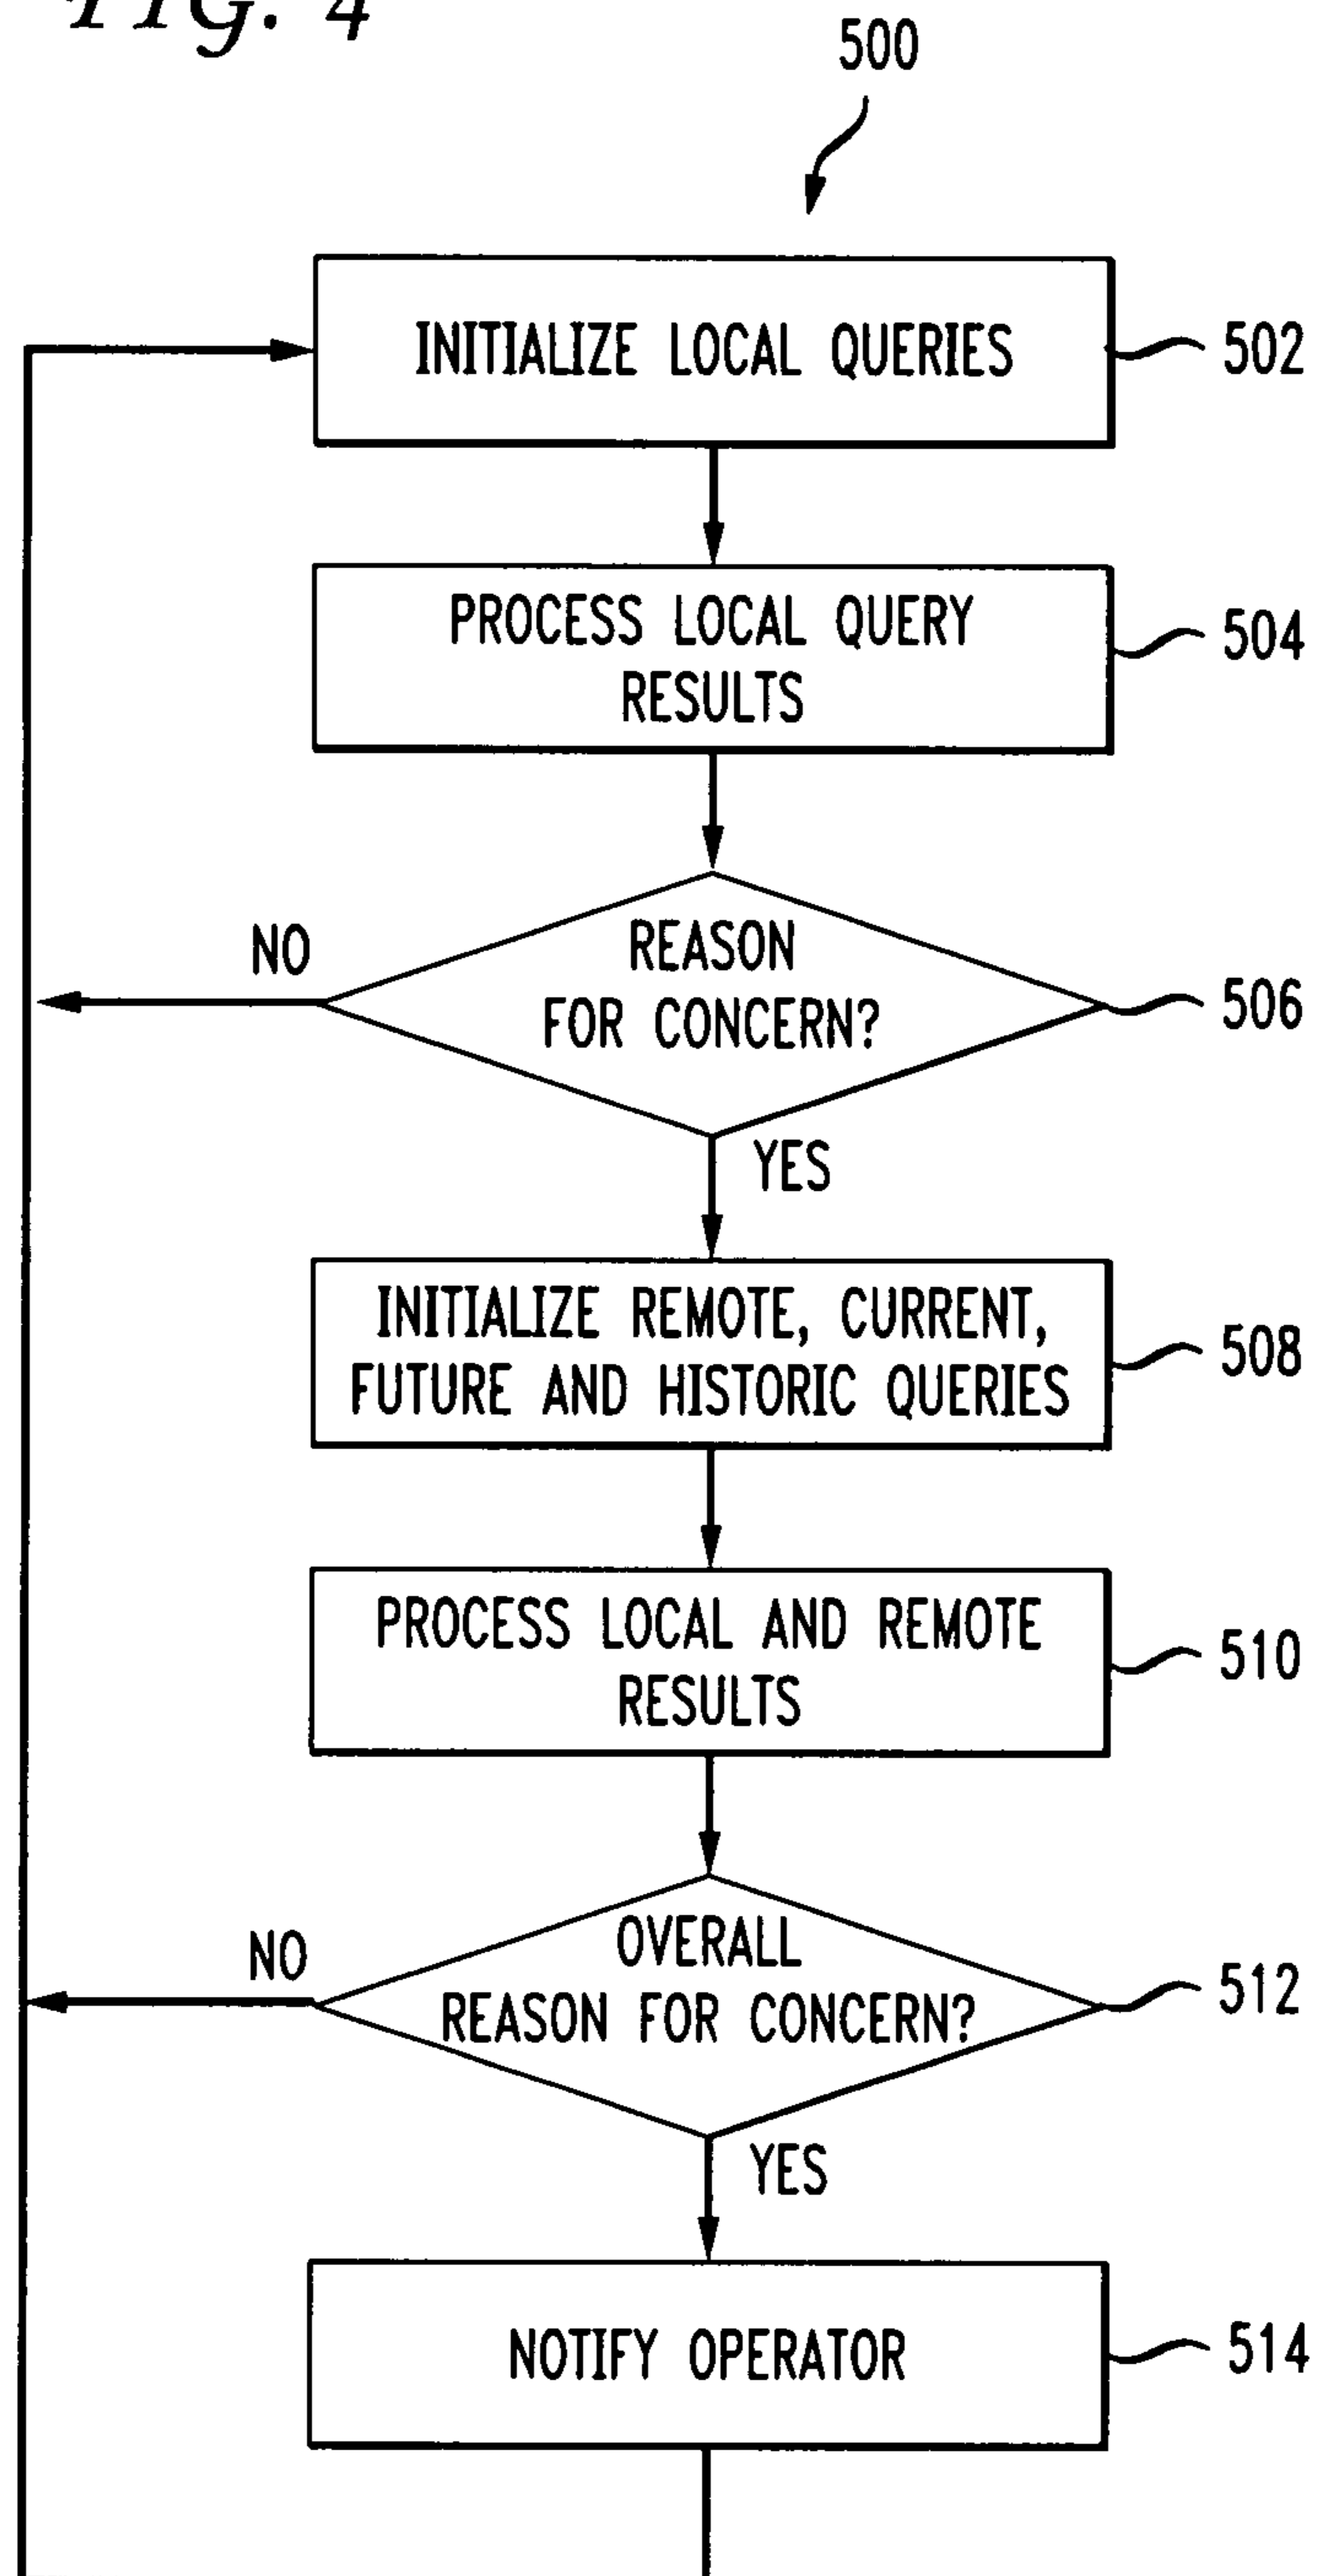 FIG. 4
500
INITIALIZE LOCAL QUERIES
502
PROCESS LOCAL QUERY
RESULTS
504
REASON
FOR CONCERN?
506
NO
YES
INITIALIZE REMOTE, CURRENT,
FUTURE AND HISTORIC QUERIES
508
PROCESS LOCAL AND REMOTE
RESULTS
510
OVERALL
REASON FOR CONCERN?
512
NO
YES
NOTIFY OPERATOR
514